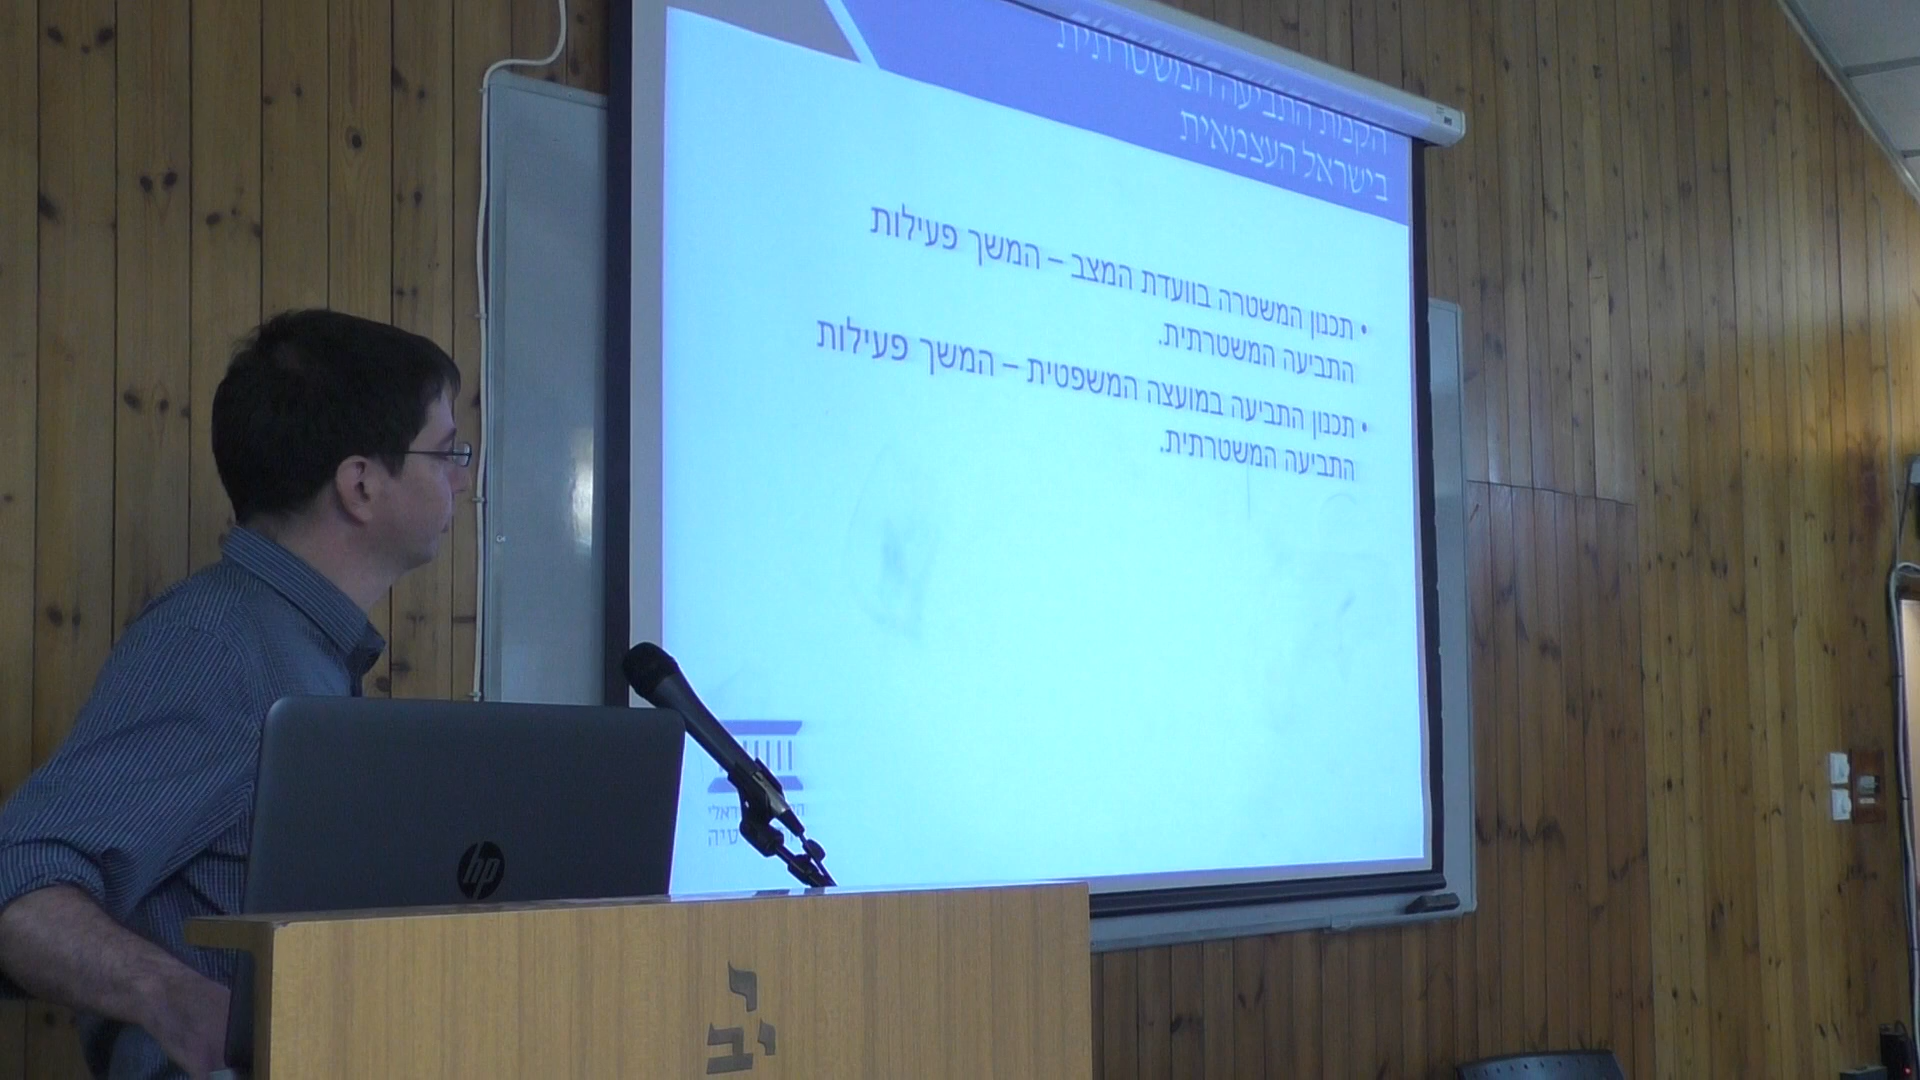 הקמת התביעה המשטרתית
בישראל העצמאית
• תכנון המשטרה בוועדת המצב – המשך פעילות
התביעה המשטרתית.
• תכנון התביעה במועצה המשפטית – המשך פעילות
התביעה המשטרתית.
hp